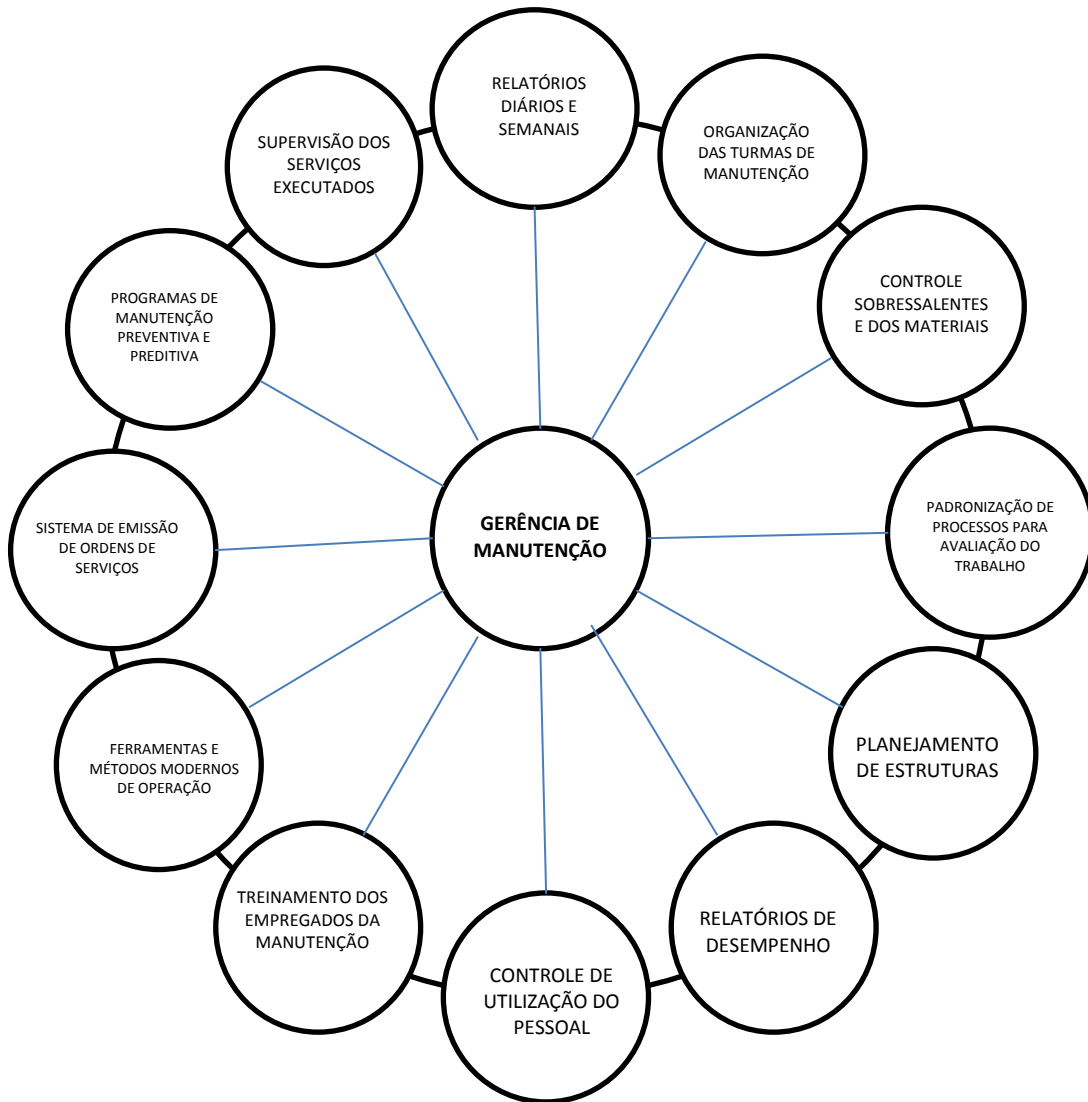 RELATÓRIOS
DIÁRIOS E
SEMANAIS
ORGANIZAÇÃO
DAS TURMAS DE
MANUTENÇÃO
CONTROLE
SOBRESSALENTES
E DOS MATERIAIS
PADRONIZAÇÃO DE
PROCESSOS PARA
AVALIAÇÃO DO
TRABALHO
PLANEJAMENTO
DE ESTRUTURAS
RELATÓRIOS DE
DESEMPENHO
CONTROLE DE
UTILIZAÇÃO DO
PESSOAL
TREINAMENTO DOS
EMPREGADOS DA
MANUTENÇÃO
FERRAMENTAS E
MÉTODOS MODERNOS
DE OPERAÇÃO
SISTEMA DE EMISSÃO
DE ORDENS DE
SERVIÇOS
PROGRAMAS DE
MANUTENÇÃO
PREVENTIVA E
PREDITIVA
SUPERVISÃO DOS
SERVIÇOS
EXECUTADOS
GERÊNCIA DE
MANUTENÇÃO